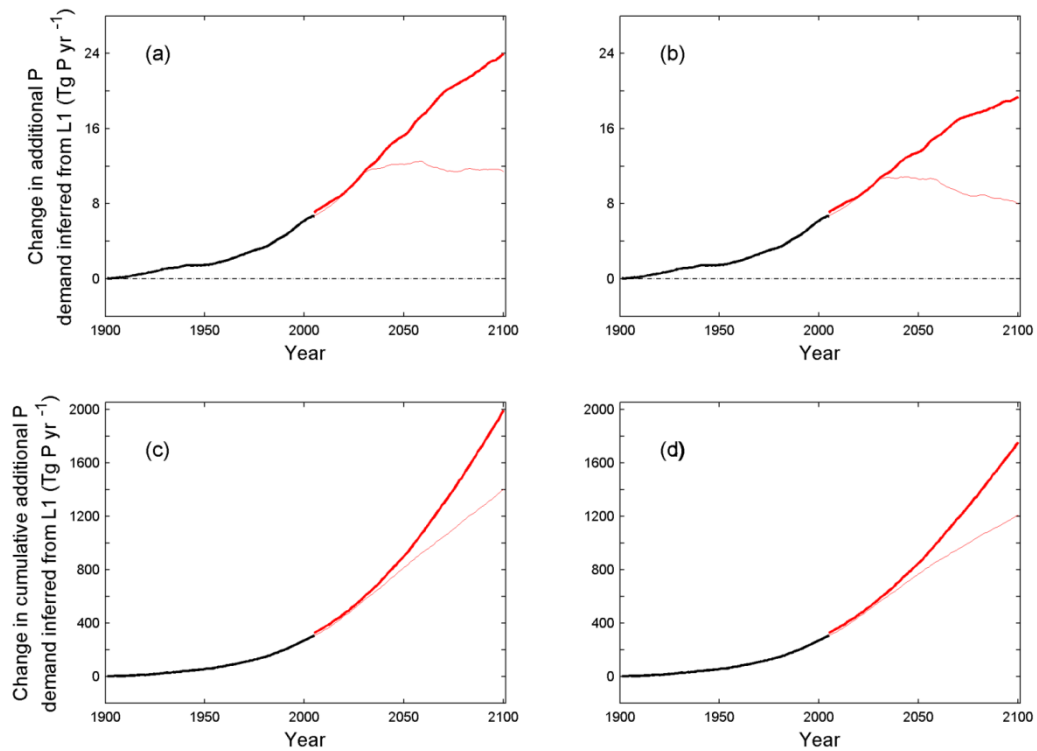 Change in additional P
demand inferred from L1 (Tg P yr -1)
(a)
24
16
8
0
1900 1950 2000 2050 2100
Year
(b)
24
16
8
0
1900 1950 2000 2050 2100
Year
Change in cumulative additional P
demand inferred from L1 (Tg P yr -1)
(c)
2000
1600
1200
800
400
0
1900 1950 2000 2050 2100
Year
(d)
2000
1600
1200
800
400
0
1900 1950 2000 2050 2100
Year